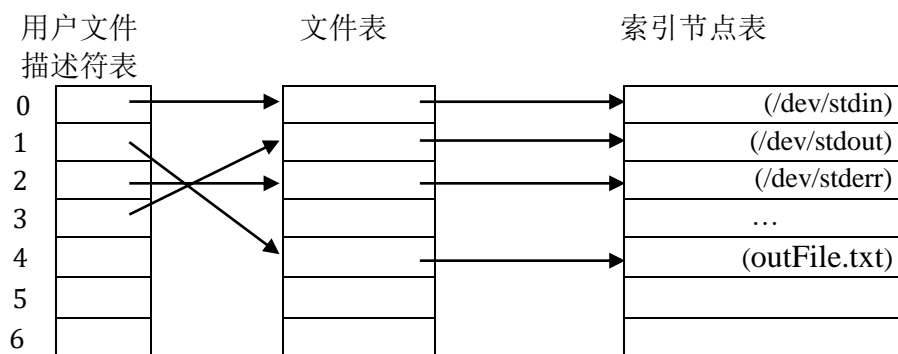 用户文件 文件表 索引节点表
描述符表
0 (/dev/stdin)
1 (/dev/stdout)
2 (/dev/stderr)
3 …
4 (outFile.txt)
5
6